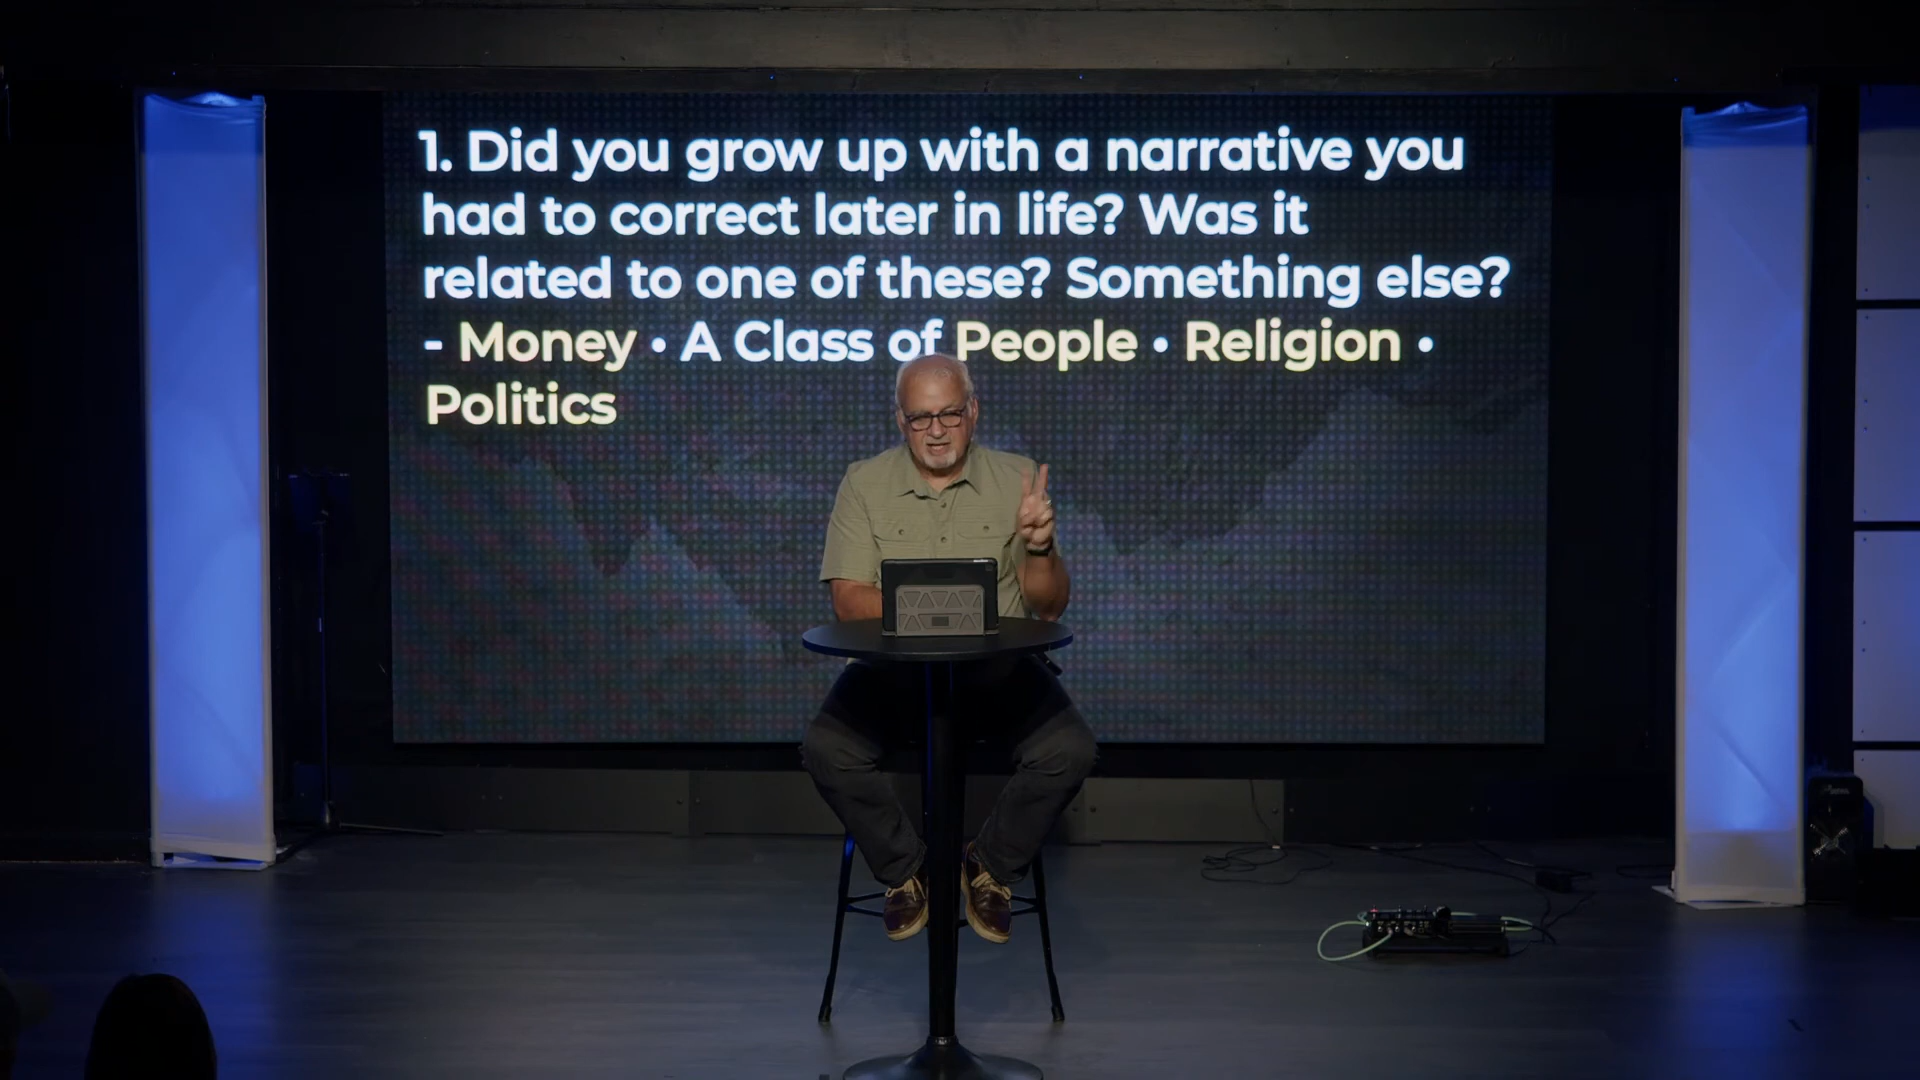 1. Did you grow up with a narrative you
had to correct later in life? Was it
related to one of these? Something else?
- Money • A Class of People • Religion •
Politics